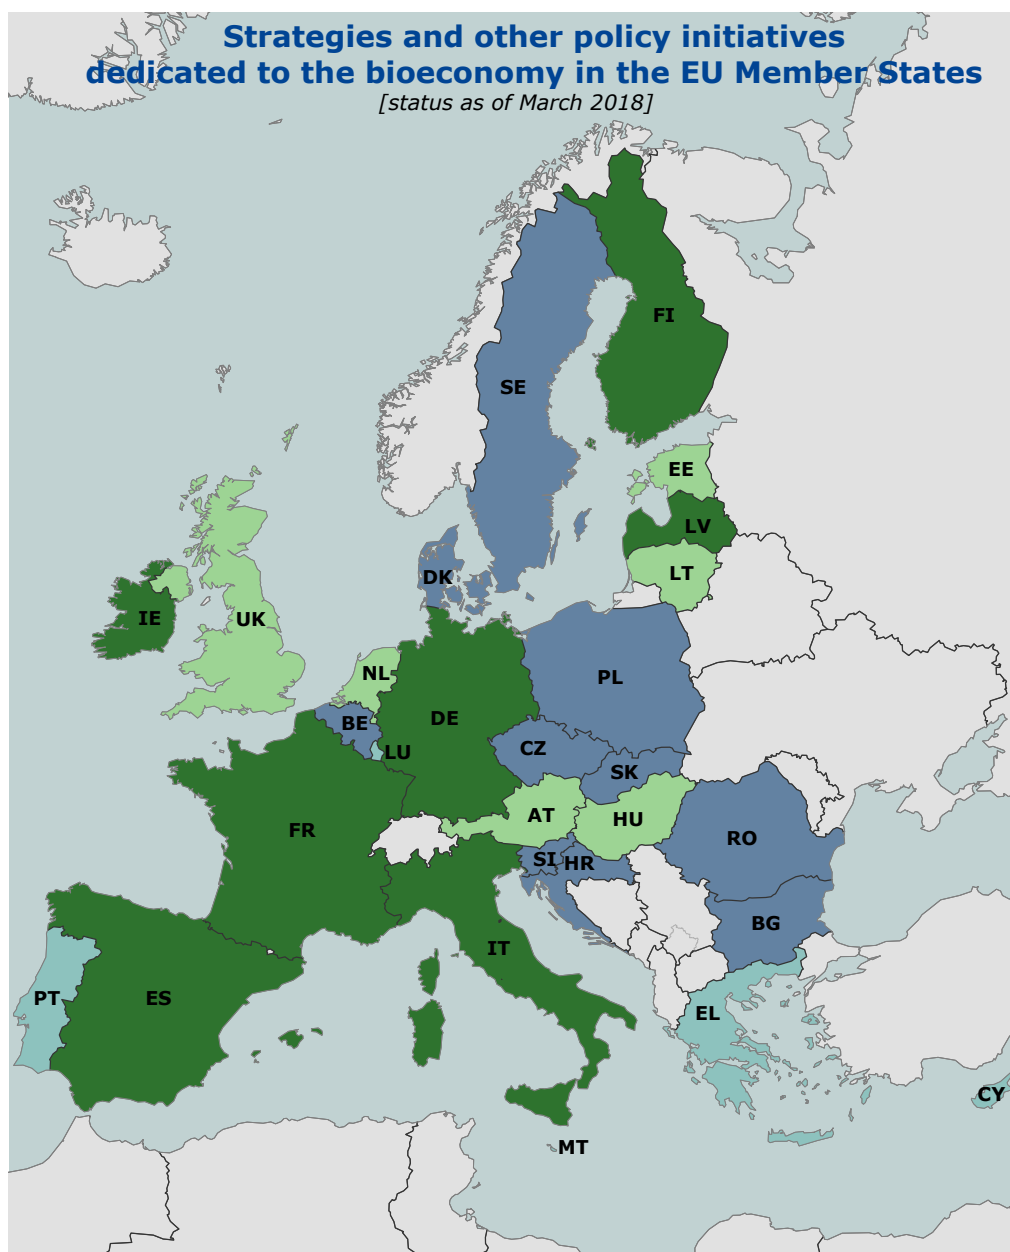 Strategies and other policy initiatives
dedicated to the bioeconomy in the EU Member States
[status as of March 2018]
FI
SE
EE
LV
LT
DK
IE
UK
NL
PL
BE
DE
LU
CZ
SK
AT
HU
FR
RO
SI
HR
BG
IT
PT
ES
EL
CY
MT